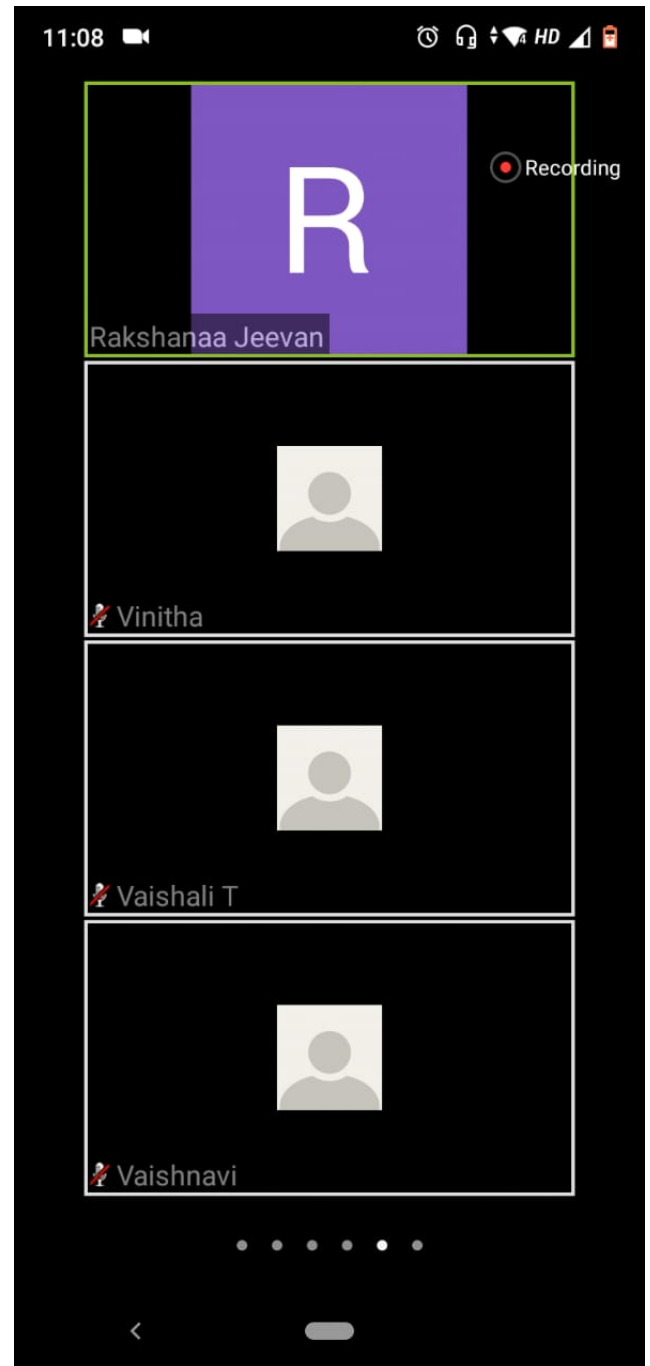 11:08 HD
R
Recording
Rakshanaa Jeevan
Vinitha
Vaishali T
Vaishnavi